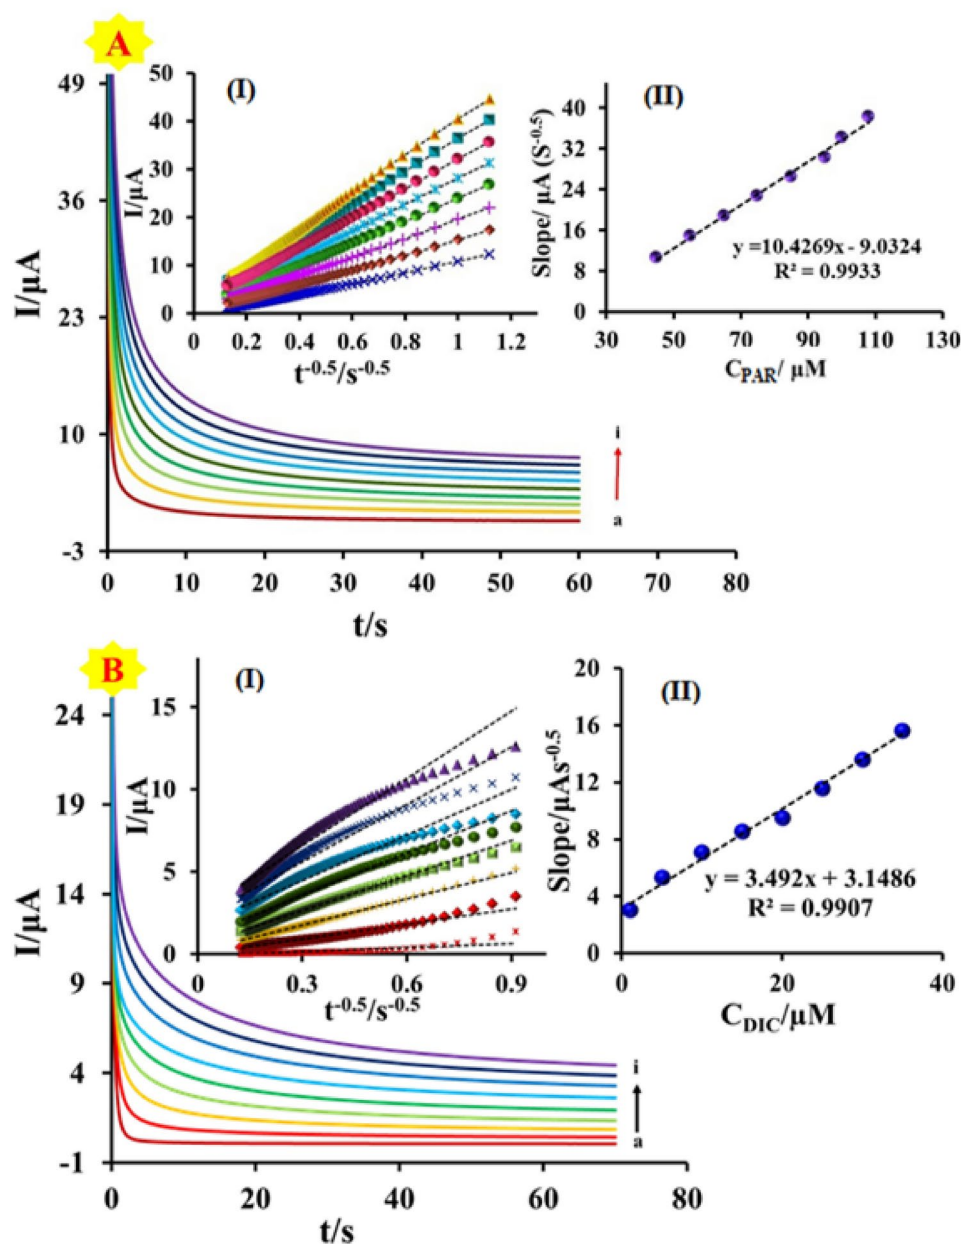 A
49
36
23
10
-3
I/µA
0
10
20
30
40
50
60
70
80
t/s
i
a
(I)
50
40
30
20
10
0
I/µA
0
0.2
0.4
0.6
0.8
1
1.2
t-0.5/s-0.5
(II)
40
32
24
16
8
0
Slope/ µA (S-0.5)
y =10.4269x - 9.0324
R² = 0.9933
30
50
70
90
110
130
CPAR/ µM
B
24
19
14
9
4
-1
I/µA
0
20
40
60
80
t/s
i
a
(I)
15
10
5
0
I/µA
0
0.3
0.6
0.9
t-0.5/s-0.5
(II)
20
16
12
8
4
0
Slope/µAs-0.5
y = 3.492x + 3.1486
R² = 0.9907
0
20
40
CDIC/µM